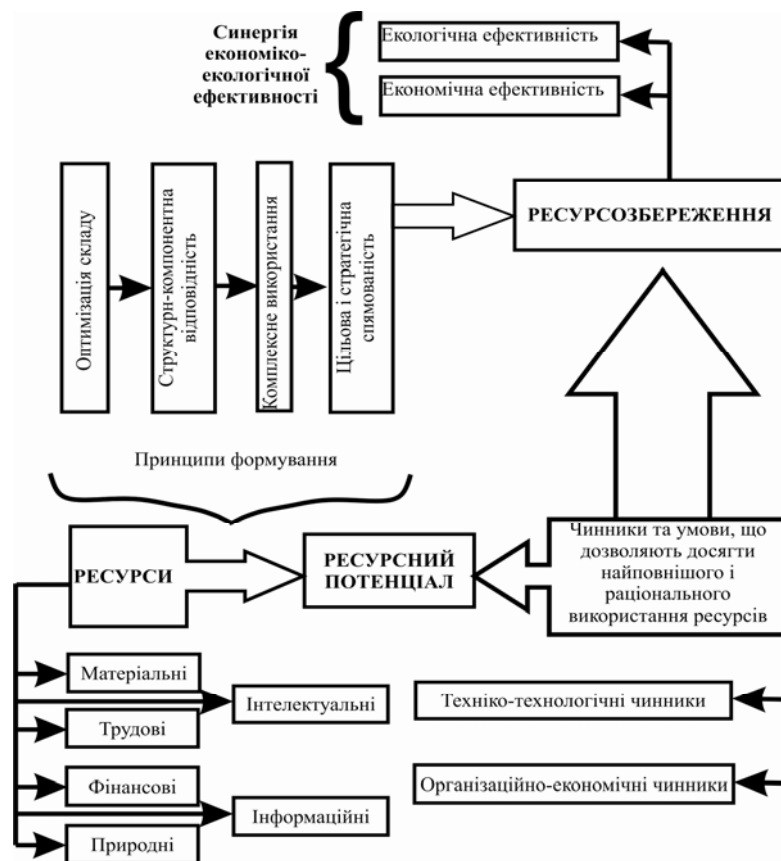 Синергія
економіко-
екологічної
ефективності
Екологічна ефективність
Економічна ефективність
Оптимізація складу
Структурн-компонентна
відповідність
Комплексне використання
Цільова і стратегічна
спямованість
РЕСУРСОЗБЕРЕЖЕННЯ
Принципи формування
РЕСУРСИ
РЕСУРСНИЙ
ПОТЕНЦІАЛ
Чинники та умови, що
дозволяють досягти
найповнішого і
раціонального
використання ресурсів
Матеріальні
Інтелектуальні
Трудові
Фінансові
Інформаційні
Природні
Техніко-технологічні чинники
Організаційно-економічні чинники